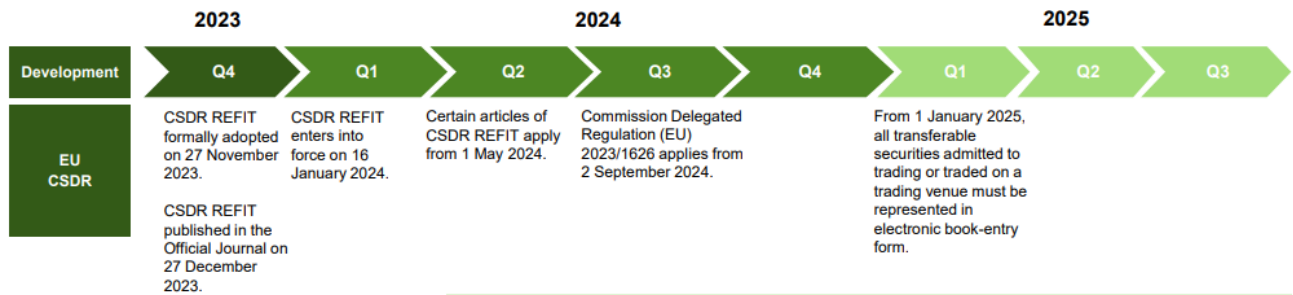 2023
2024
2025
Development
Q4
Q1
Q2
Q3
Q4
Q1
Q2
Q3
EU
CSDR
CSDR REFIT
formally adopted
on 27 November
2023.
CSDR REFIT
published in the
Official Journal on
27 December
2023.
CSDR REFIT
enters into
force on 16
January 2024.
Certain articles of
CSDR REFIT apply
from 1 May 2024.
Commission Delegated
Regulation (EU)
2023/1626 applies from
2 September 2024.
From 1 January 2025,
all transferable
securities admitted to
trading or traded on a
trading venue must be
represented in
electronic book-entry
form.